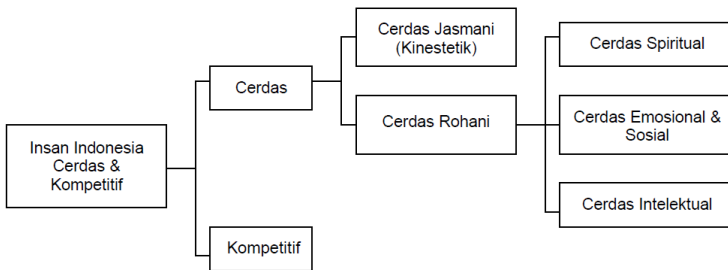 Insan Indonesia
Cerdas &
Kompetitif
Cerdas
Kompetitif
Cerdas Jasmani
(Kinestetik)
Cerdas Rohani
Cerdas Spiritual
Cerdas Emosional &
Sosial
Cerdas Intelektual